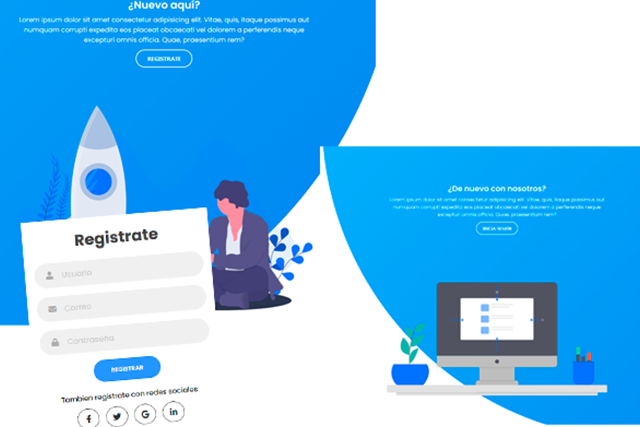 ¿Nuevo aqui?
Lorem ipsum dolor sit amet consectetur adipisicing elit. Vitae, quis, itaque possimus aut
numquam corrupti expedita eos placeat obcaecati vel dolorem a perferendis neque
excepturi omnis officia. Quae, praesentium rem?
REGISTRATE
Registrate
Usuario
Correo
Contraseña
REGISTRAR
Tambien registrate con redes sociales
¿De nuevo con nosotros?
Lorem ipsum dolor sit amet consectetur adipisicing elit. Vitae, quis, itaque possimus aut
numquam corrupti expedita eos placeat obcaecati vel dolorem a perferendis neque
excepturi omnis officia. Quae, praesentium rem?
INICIA SESIÓN